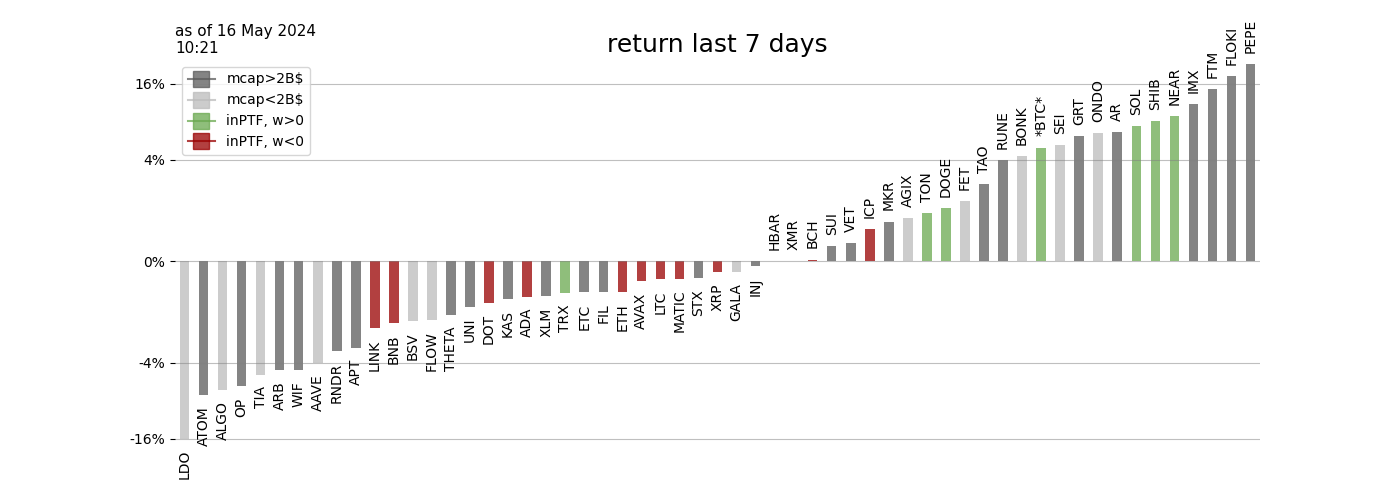 as of 16 May 2024
10:21
return last 7 days
mcap>2B$
mcap<2B$
inPTF, w>0
inPTF, w<0
16%
4%
0%
-4%
-16%
LDO
ATOM
ALGO
OP
TIA
ARB
WIF
AAVE
RNDR
APT
LINK
BNB
BSV
FLOW
THETA
UNI
DOT
KAS
ADA
XLM
TRX
ETC
FIL
ETH
AVAX
LTC
MATIC
STX
XRP
GALA
INJ
HBAR
XMR
BCH
SUI
VET
ICP
MKR
AGIX
TON
DOGE
FET
TAO
RUNE
BONK
*BTC*
SEI
GRT
ONDO
AR
SOL
SHIB
NEAR
IMX
FTM
FLOKI
PEPE